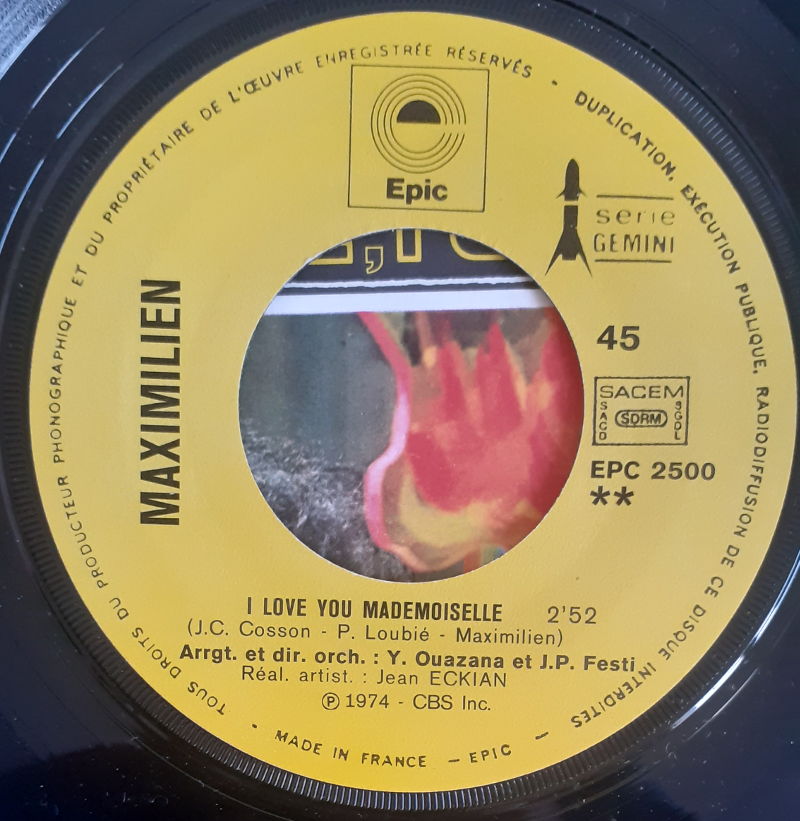 TOUS DROITS DU PRODUCTEUR PHONOGRAPHIQUE ET DU PROPRIÉTAIRE DE L'ŒUVRE ENREGISTRÉE RÉSERVÉS - DUPLICATION, EXÉCUTION PUBLIQUE, RADIODIFFUSION DE CE DISQUE INTERDITES
Epic
serie
GEMINI
MAXIMILIEN
45
SACEM
SACD
SDRM
SGDL
EPC 2500
**
I LOVE YOU MADEMOISELLE 2'52
(J.C. Cosson - P. Loubié - Maximilien)
Arrgt. et dir. orch. : Y. Ouazana et J.P. Festi
Réal. artist. : Jean ECKIAN
Ⓟ 1974 - CBS Inc.
- MADE IN FRANCE - EPIC -